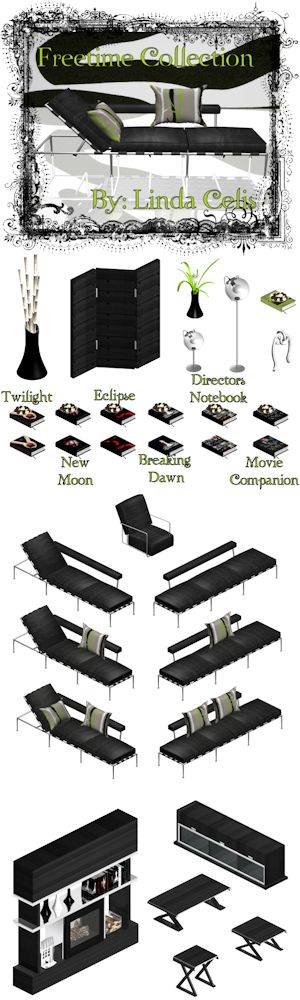 Freetime Collection
By: Linda Celis
Twilight
Eclipse
Directors
Notebook
New
Moon
Breaking
Dawn
Movie
Companion